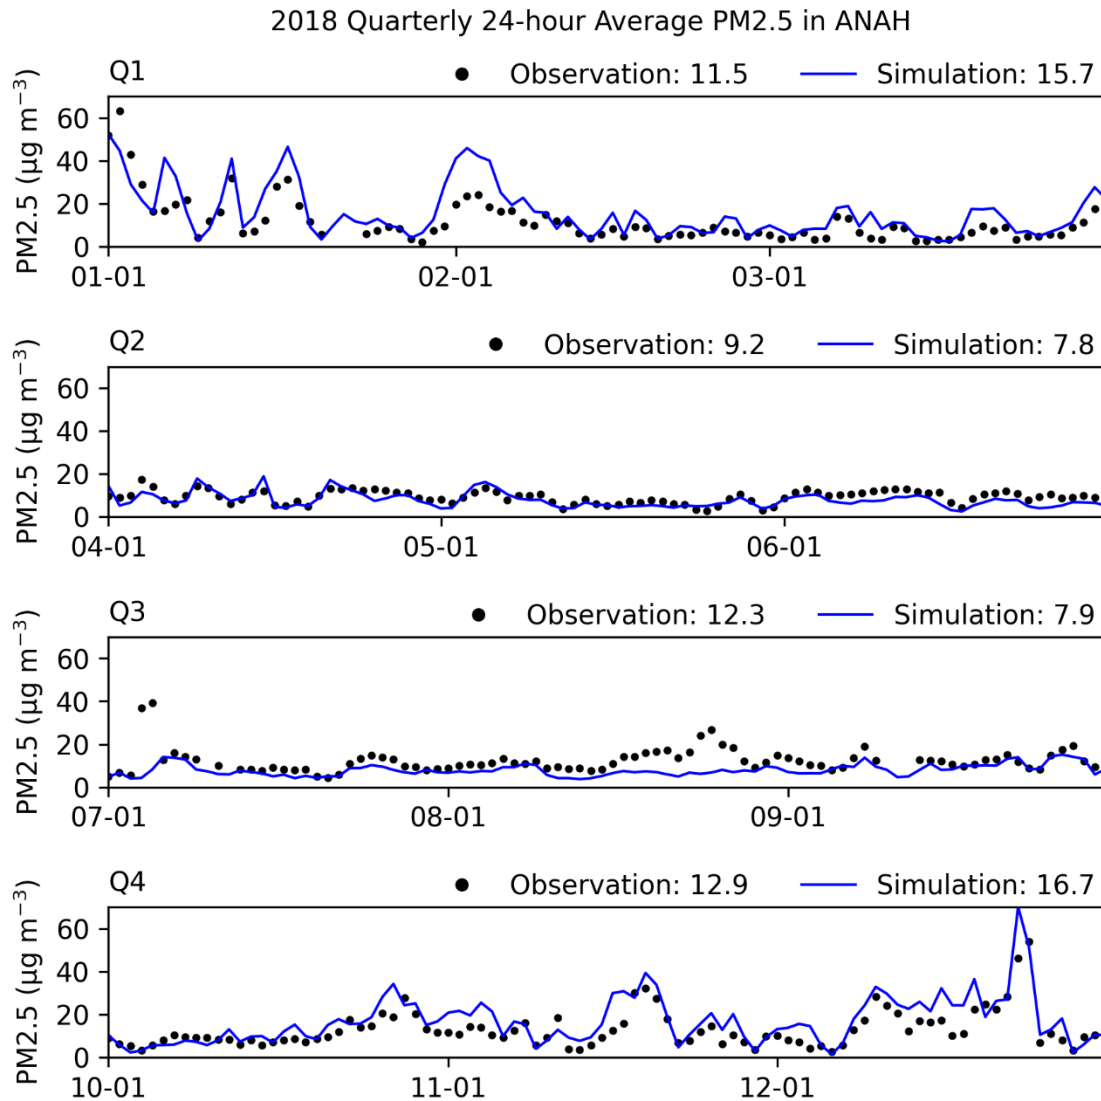 2018 Quarterly 24-hour Average PM2.5 in ANAH
Q1 Observation: 11.5 Simulation: 15.7
PM2.5 (μg m⁻³)
60
40
20
0
01-01 02-01 03-01
Q2 Observation: 9.2 Simulation: 7.8
PM2.5 (μg m⁻³)
60
40
20
0
04-01 05-01 06-01
Q3 Observation: 12.3 Simulation: 7.9
PM2.5 (μg m⁻³)
60
40
20
0
07-01 08-01 09-01
Q4 Observation: 12.9 Simulation: 16.7
PM2.5 (μg m⁻³)
60
40
20
0
10-01 11-01 12-01